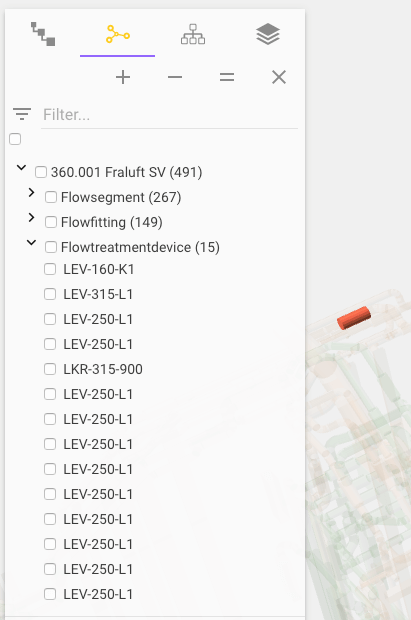 Filter...
360.001 Fraluft SV (491)
Flowsegment (267)
Flowfitting (149)
Flowtreatmentdevice (15)
LEV-160-K1
LEV-315-L1
LEV-250-L1
LEV-250-L1
LKR-315-900
LEV-250-L1
LEV-250-L1
LEV-250-L1
LEV-250-L1
LEV-250-L1
LEV-250-L1
LEV-250-L1
LEV-250-L1
LEV-250-L1